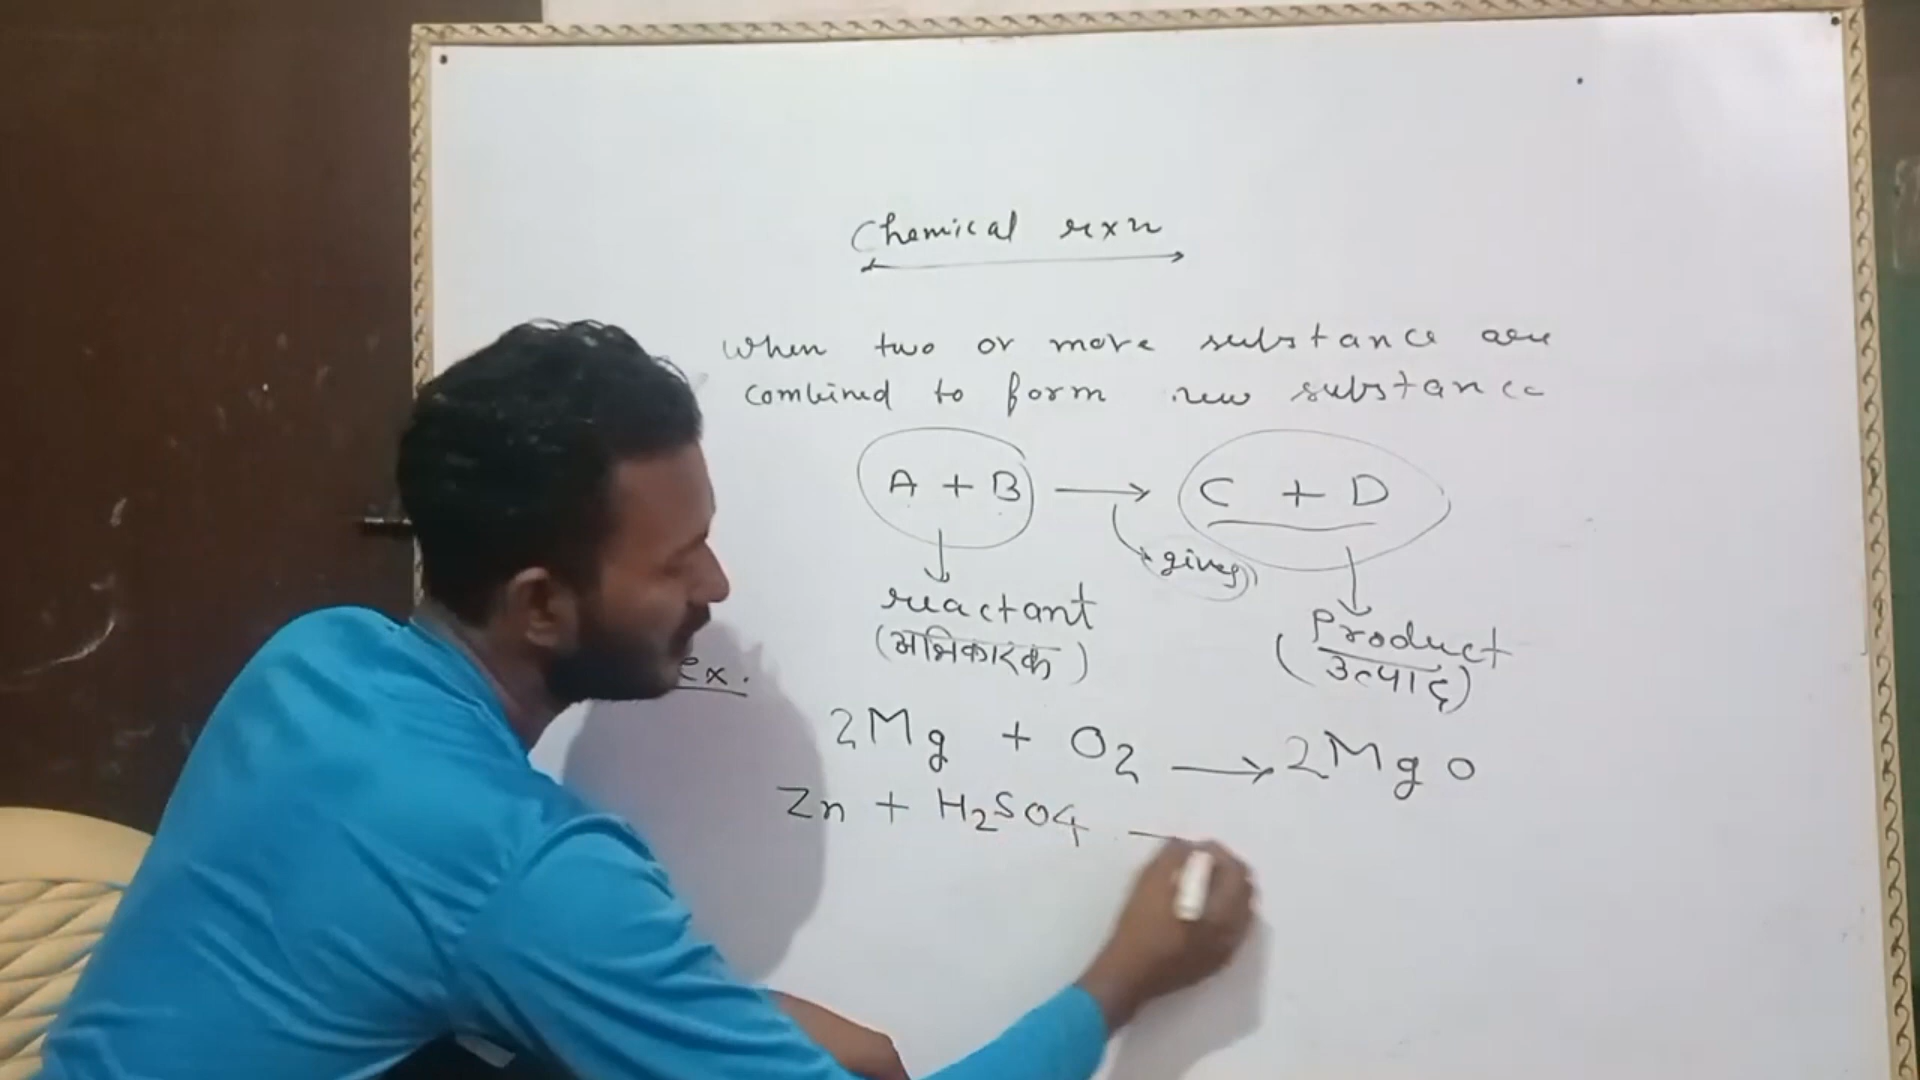 Chemical rxn
When two or more substance are
combined to form new substance
A + B → C + D
gives
reactant
(अभिकारक)
Product
(उत्पाद)
ex.
2Mg + O2 → 2MgO
Zn + H2SO4 —